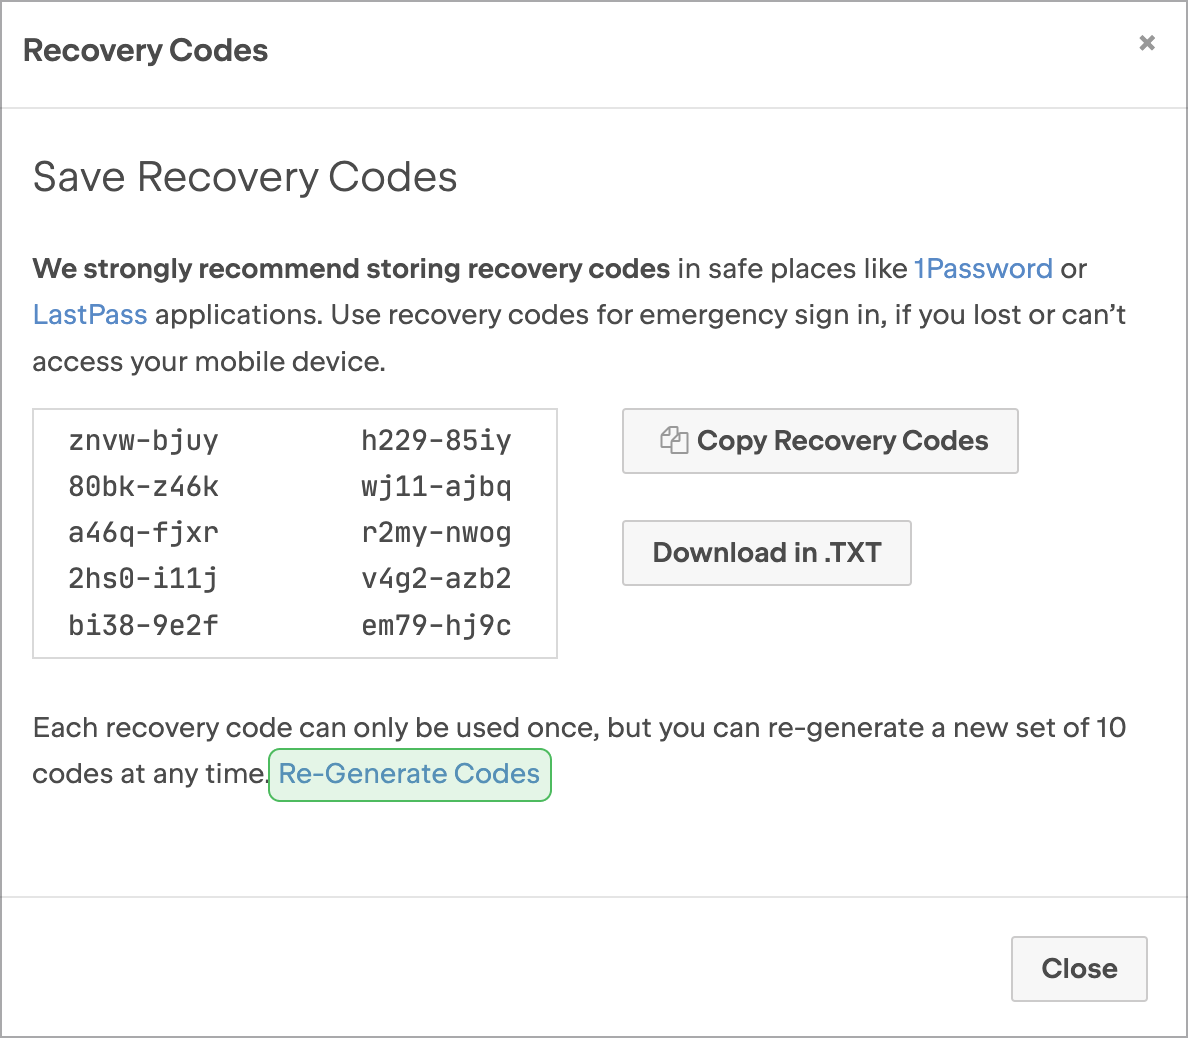 Recovery Codes
Save Recovery Codes
We strongly recommend storing recovery codes in safe places like 1Password or
LastPass applications. Use recovery codes for emergency sign in, if you lost or can’t
access your mobile device.
znvw-bjuy h229-85iy
80bk-z46k wj11-ajbq
a46q-fjxr r2my-nwog
2hs0-i11j v4g2-azb2
bi38-9e2f em79-hj9c
Copy Recovery Codes
Download in .TXT
Each recovery code can only be used once, but you can re-generate a new set of 10
codes at any time. Re-Generate Codes
Close